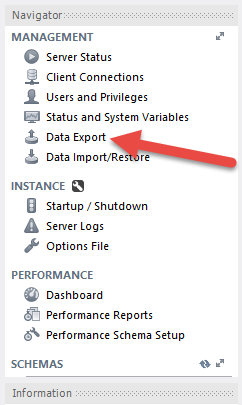 Navigator
MANAGEMENT
Server Status
Client Connections
Users and Privileges
Status and System Variables
Data Export
Data Import/Restore
INSTANCE
Startup / Shutdown
Server Logs
Options File
PERFORMANCE
Dashboard
Performance Reports
Performance Schema Setup
SCHEMAS
Information